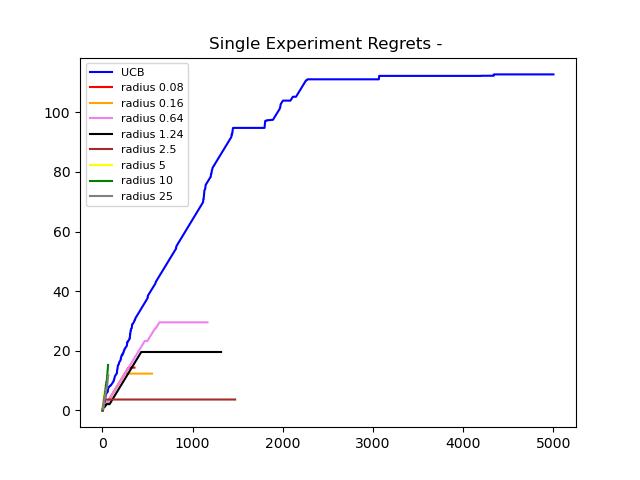 Single Experiment Regrets -
UCB
radius 0.08
radius 0.16
radius 0.64
radius 1.24
radius 2.5
radius 5
radius 10
radius 25
100
80
60
40
20
0
0 1000 2000 3000 4000 5000